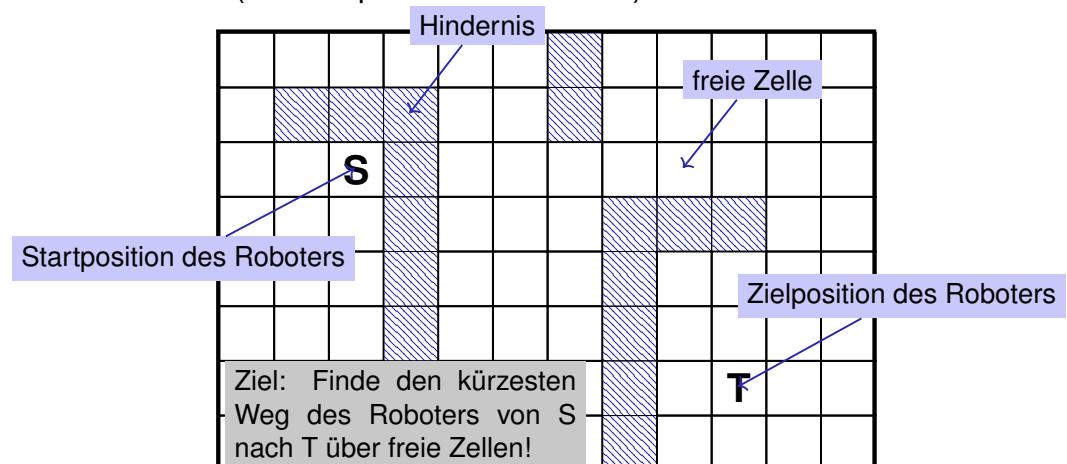 Hindernis
freie Zelle
S
Startposition des Roboters
Zielposition des Roboters
T
Ziel: Finde den kürzesten
Weg des Roboters von S
nach T über freie Zellen!